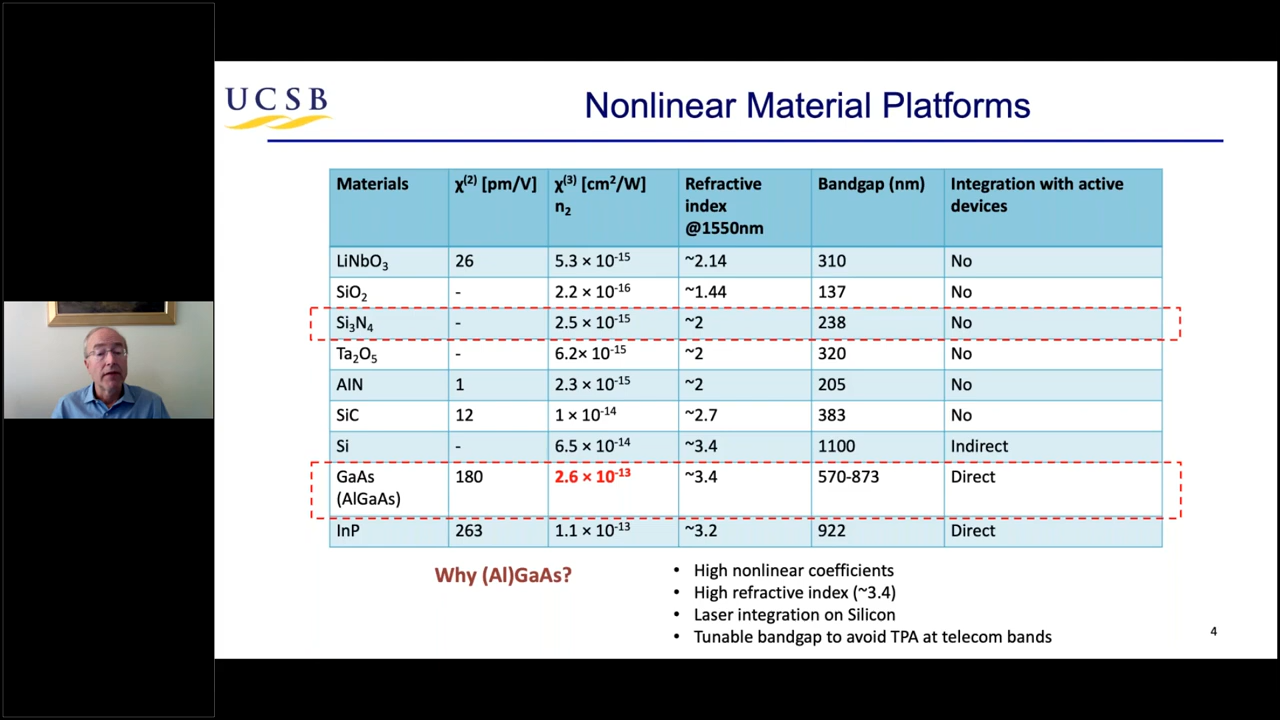 UCSB
Nonlinear Material Platforms
Materials χ⁽²⁾ [pm/V] χ⁽³⁾ [cm²/W] n₂ Refractive index @1550nm Bandgap (nm) Integration with active devices
LiNbO₃ 26 5.3 × 10⁻¹⁵ ~2.14 310 No
SiO₂ - 2.2 × 10⁻¹⁶ ~1.44 137 No
Si₃N₄ - 2.5 × 10⁻¹⁵ ~2 238 No
Ta₂O₅ - 6.2× 10⁻¹⁵ ~2 320 No
AlN 1 2.3 × 10⁻¹⁵ ~2 205 No
SiC 12 1 × 10⁻¹⁴ ~2.7 383 No
Si - 6.5 × 10⁻¹⁴ ~3.4 1100 Indirect
GaAs (AlGaAs) 180 2.6 × 10⁻¹³ ~3.4 570-873 Direct
InP 263 1.1 × 10⁻¹³ ~3.2 922 Direct
Why (Al)GaAs?
• High nonlinear coefficients
• High refractive index (~3.4)
• Laser integration on Silicon
• Tunable bandgap to avoid TPA at telecom bands
4